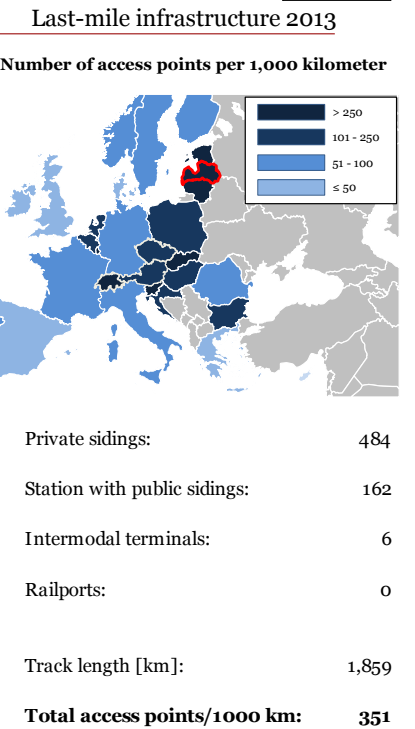 Last-mile infrastructure 2013
Number of access points per 1,000 kilometer
> 250
101 - 250
51 - 100
≤ 50
Private sidings: 484
Station with public sidings: 162
Intermodal terminals: 6
Railports: 0
Track length [km]: 1,859
Total access points/1000 km: 351